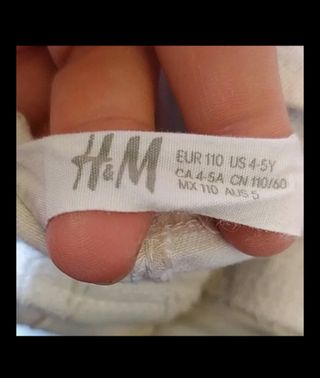 H&M
EUR 110 US 4-5Y
CA 4-5A CN 110/60
MX 110 AUS 5